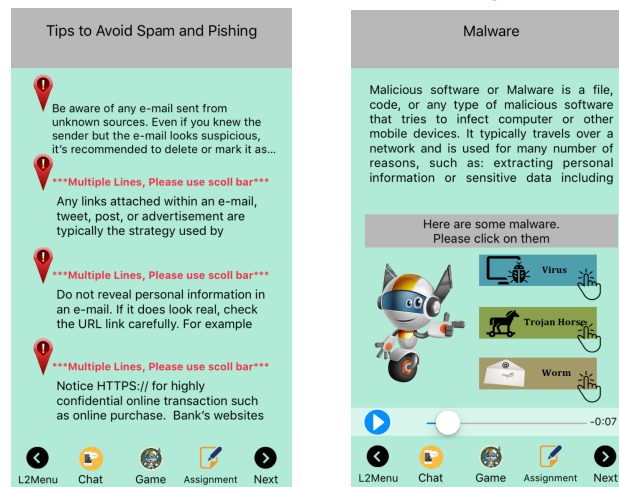 Tips to Avoid Spam and Pishing
Be aware of any e-mail sent from
unknown sources. Even if you knew the
sender but the e-mail looks suspicious,
it's recommended to delete or mark it as...
***Multiple Lines, Please use scoll bar***
Any links attached within an e-mail,
tweet, post, or advertisement are
typically the strategy used by
***Multiple Lines, Please use scoll bar***
Do not reveal personal information in
an e-mail. If it does look real, check
the URL link carefully. For example
***Multiple Lines, Please use scoll bar***
Notice HTTPS:// for highly
confidential online transaction such
as online purchase. Bank's websites
L2Menu Chat Game Assignment Next
Malware
Malicious software or Malware is a file,
code, or any type of malicious software
that tries to infect computer or other
mobile devices. It typically travels over a
network and is used for many number of
reasons, such as: extracting personal
information or sensitive data including
Here are some malware.
Please click on them
Virus
Trojan Horse
@
Worm
-0:07
L2Menu Chat Game Assignment Next